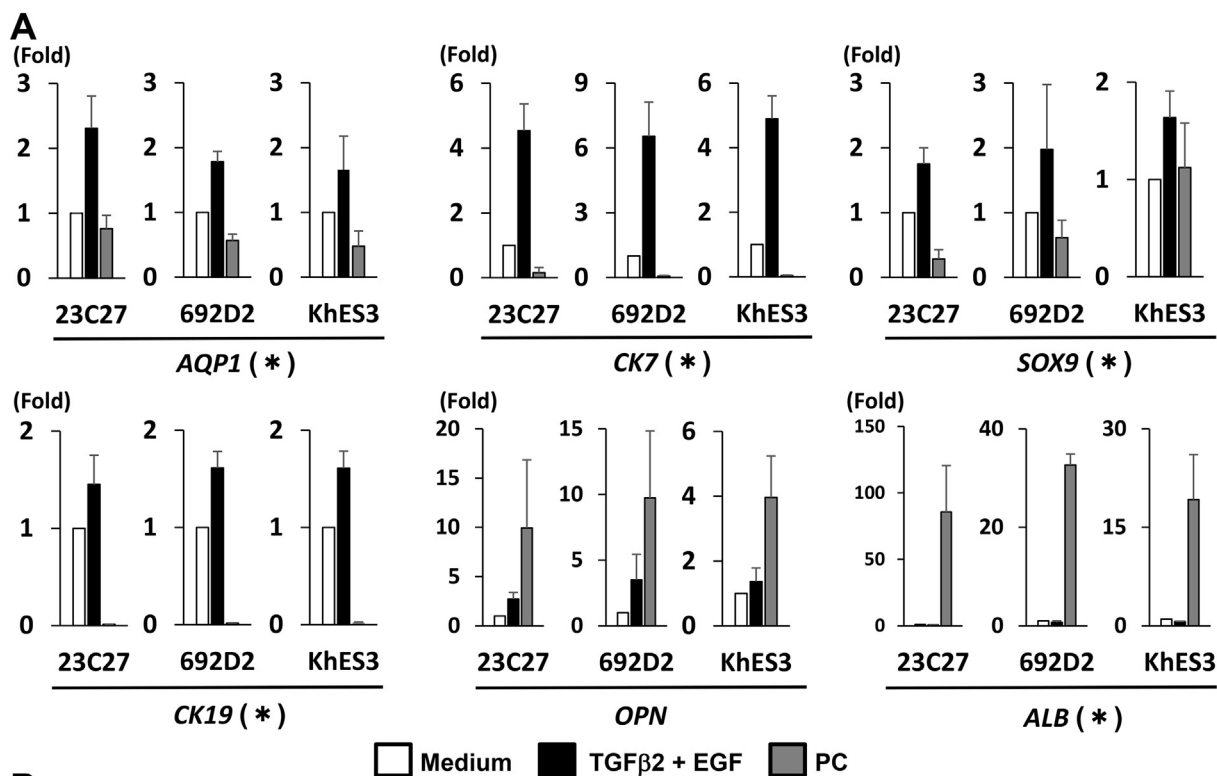 A
(Fold) (Fold) (Fold)
3 3 3 6 9 6 3 3 2
2 2 2 4 6 4 2 2
1 1 1 2 3 2 1 1 1
0 0 0 0 0 0 0 0 0
23C27 692D2 KhES3 23C27 692D2 KhES3 23C27 692D2 KhES3
AQP1 ( * ) CK7 ( * ) SOX9 ( * )
(Fold) (Fold) (Fold)
2 2 2 20 15 6 150 40 30
15 10 4 100
1 1 1 10 20 15
5 5 2 50
0 0 0 0 0 0 0 0 0
23C27 692D2 KhES3 23C27 692D2 KhES3 23C27 692D2 KhES3
CK19 ( * ) OPN ALB ( * )
Medium TGFβ2 + EGF PC